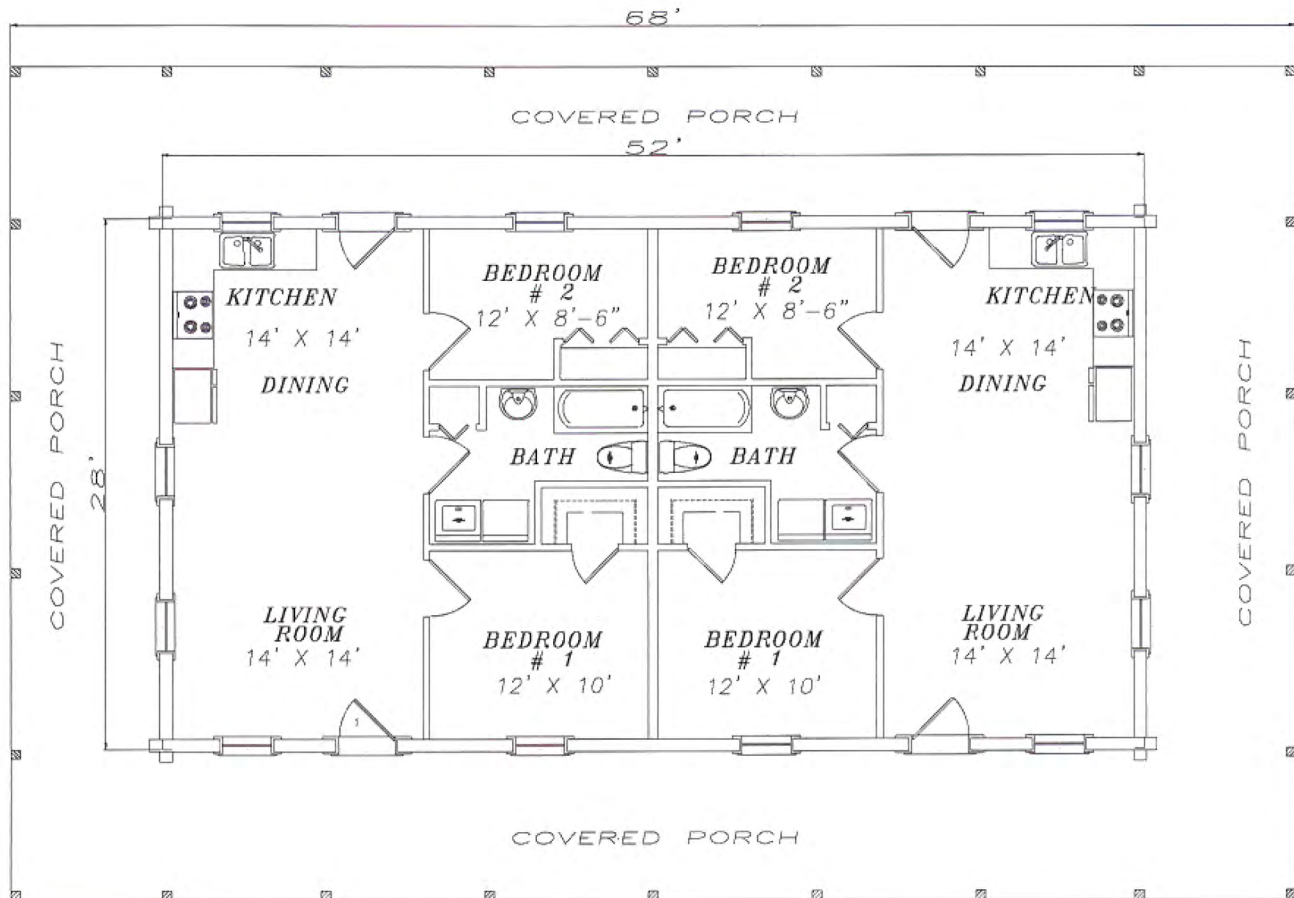 68'
COVERED PORCH
52'
BEDROOM
# 2
12' X 8'-6"
BEDROOM
# 2
12' X 8'-6"
KITCHEN
14' X 14'
DINING
KITCHEN
14' X 14'
DINING
COVERED PORCH
28'
BATH
BATH
COVERED PORCH
LIVING
ROOM
14' X 14'
BEDROOM
# 1
12' X 10'
BEDROOM
# 1
12' X 10'
LIVING
ROOM
14' X 14'
1
COVERED PORCH